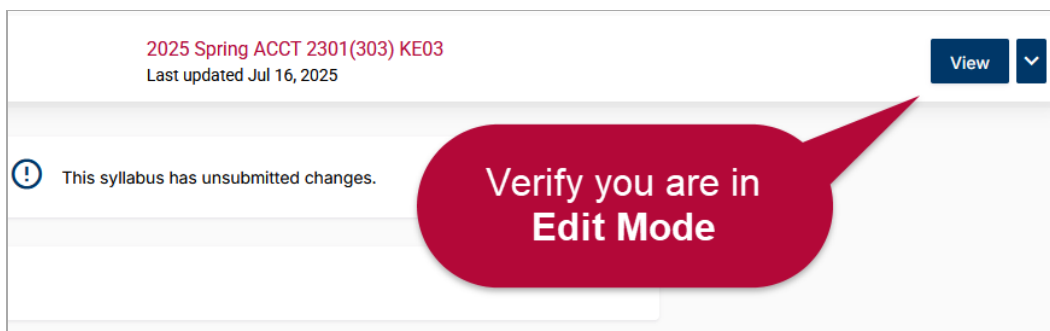 2025 Spring ACCT 2301(303) KE03
Last updated Jul 16, 2025
View
This syllabus has unsubmitted changes.
Verify you are in
Edit Mode